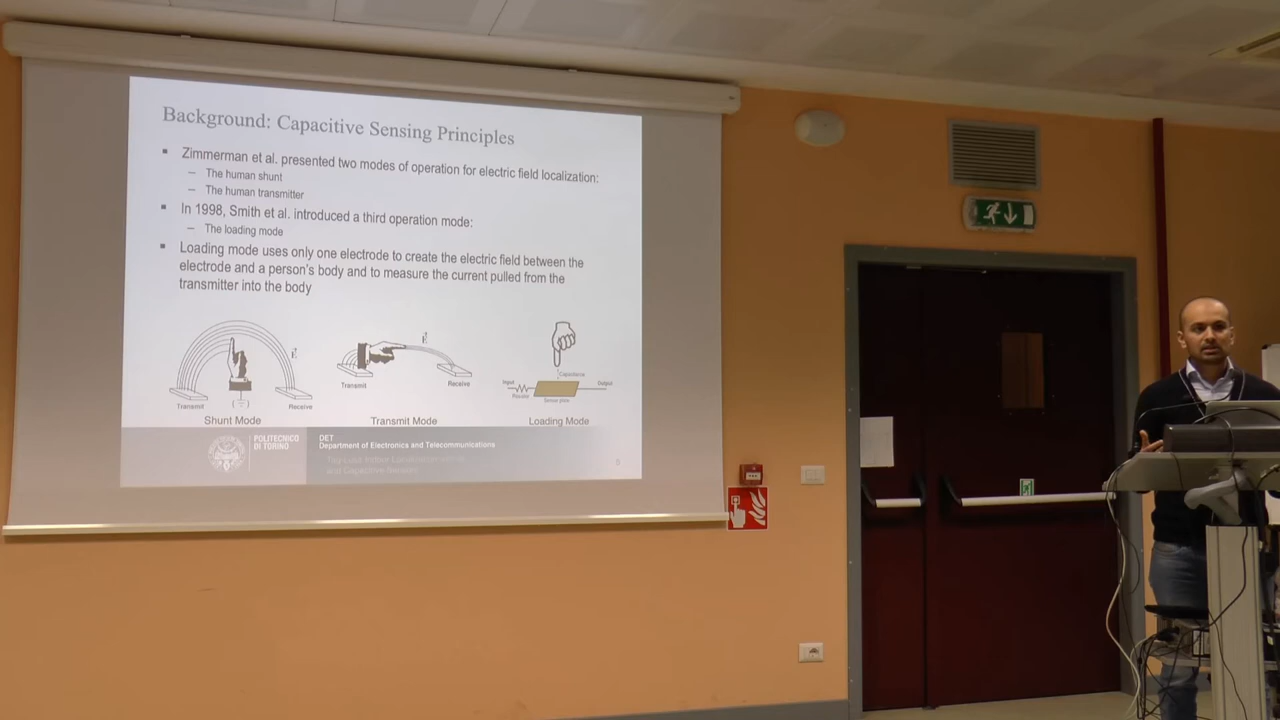 Background: Capacitive Sensing Principles
Zimmerman et al. presented two modes of operation for electric field localization:
– The human shunt
– The human transmitter
In 1998, Smith et al. introduced a third operation mode:
– The loading mode
Loading mode uses only one electrode to create the electric field between the
electrode and a person's body and to measure the current pulled from the
transmitter into the body
Transmit
Receive
Shunt Mode
Transmit
Receive
Transmit Mode
Input
Capacitance
Output
Loading Mode
POLITECNICO
DI TORINO
DET
Department of Electronics and Telecommunications
5